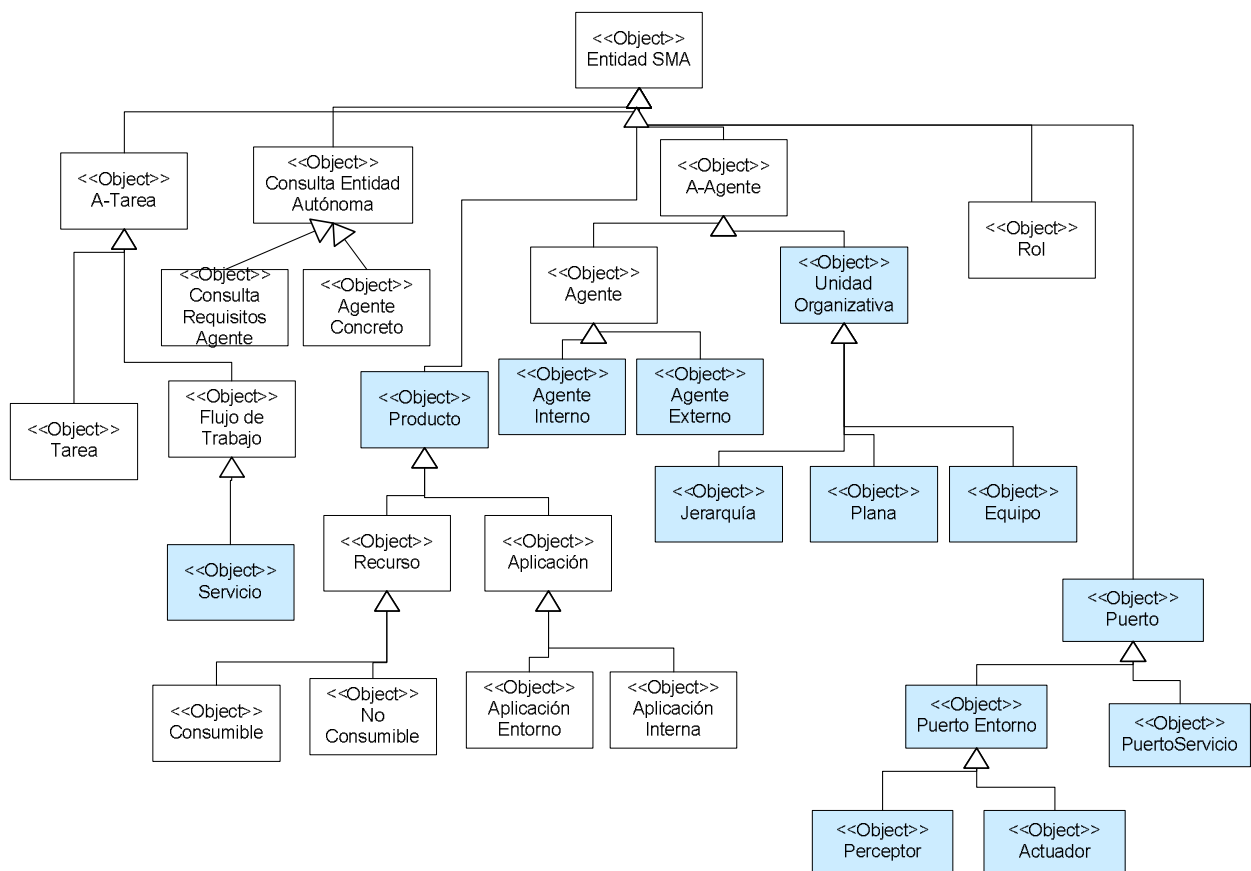 <<Object>>
Entidad SMA
<<Object>>
A-Tarea
<<Object>>
Consulta Entidad
Autónoma
<<Object>>
A-Agente
<<Object>>
Rol
<<Object>>
Consulta
Requisitos
Agente
<<Object>>
Agente
Concreto
<<Object>>
Agente
<<Object>>
Unidad
Organizativa
<<Object>>
Tarea
<<Object>>
Flujo de
Trabajo
<<Object>>
Producto
<<Object>>
Agente
Interno
<<Object>>
Agente
Externo
<<Object>>
Jerarquía
<<Object>>
Plana
<<Object>>
Equipo
<<Object>>
Servicio
<<Object>>
Recurso
<<Object>>
Aplicación
<<Object>>
Puerto
<<Object>>
Consumible
<<Object>>
No
Consumible
<<Object>>
Aplicación
Entorno
<<Object>>
Aplicación
Interna
<<Object>>
Puerto Entorno
<<Object>>
PuertoServicio
<<Object>>
Perceptor
<<Object>>
Actuador